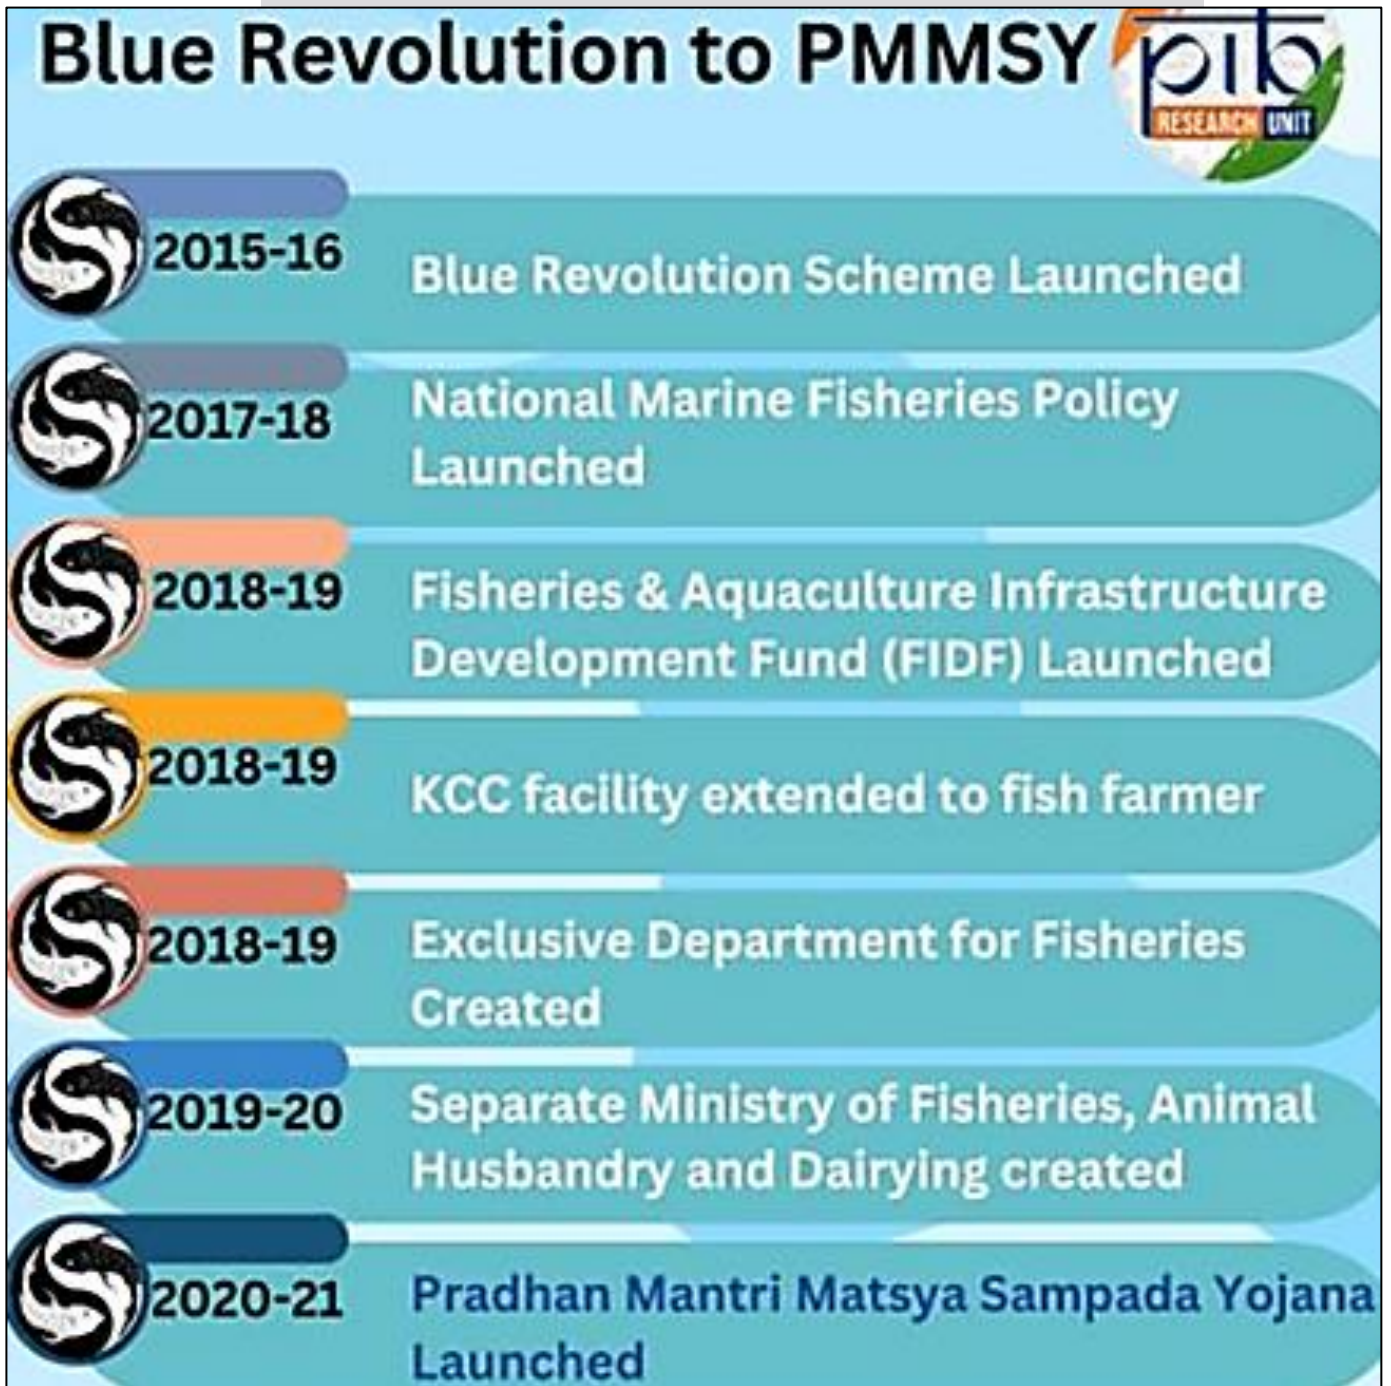 Blue Revolution to PMMSY
pib
RESEARCH UNIT
2015-16
Blue Revolution Scheme Launched
2017-18
National Marine Fisheries Policy
Launched
2018-19
Fisheries & Aquaculture Infrastructure
Development Fund (FIDF) Launched
2018-19
KCC facility extended to fish farmer
2018-19
Exclusive Department for Fisheries
Created
2019-20
Separate Ministry of Fisheries, Animal
Husbandry and Dairying created
2020-21
Pradhan Mantri Matsya Sampada Yojana
Launched